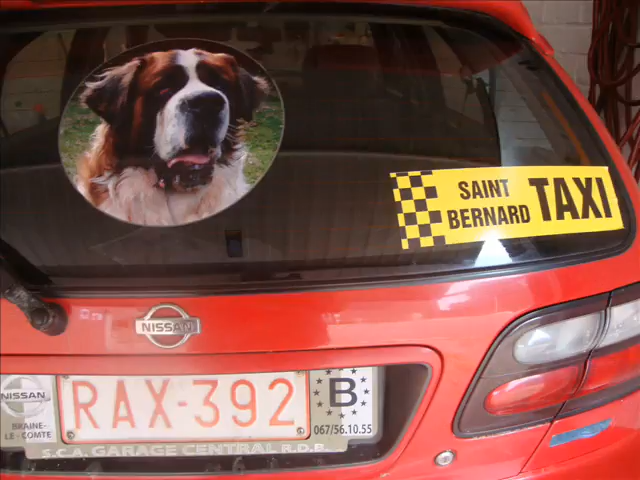 SAINT
BERNARD
TAXI
NISSAN
NISSAN
BRAINE-
LE-COMTE
RAX-392
B
067/56.10.55
S.C.A. GARAGE CENTRAL R.D.B.